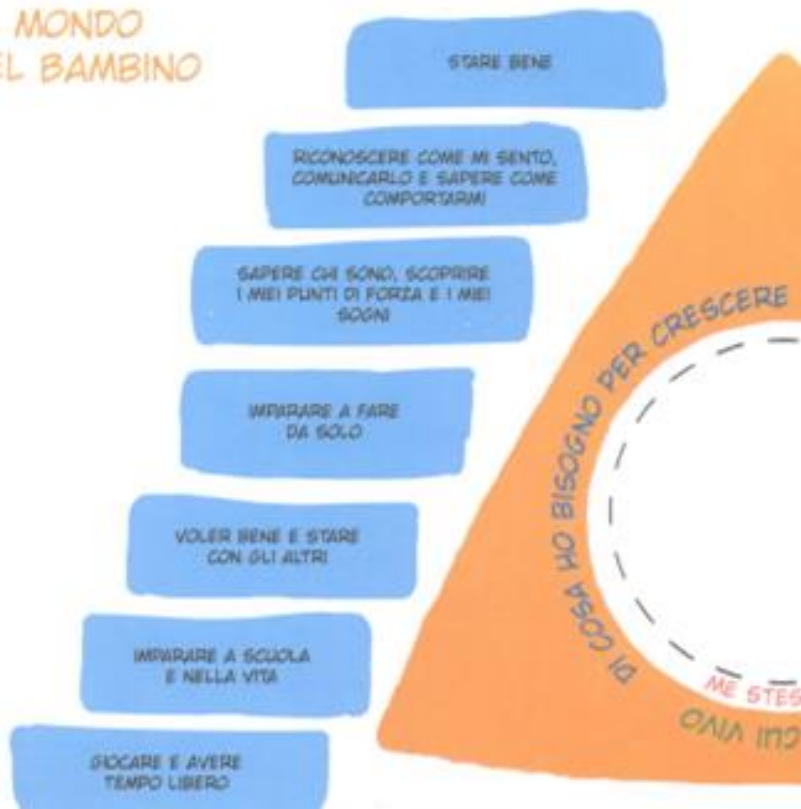 MONDO
EL BAMBINO
STARE BENE
RICONOSCERE COME MI SENTO,
COMUNICARLO E SAPERE COME
COMPORTARMI
SAPERE CHI SONO, SCOPRIRE
I MIEI PUNTI DI FORZA E I MIEI
SOGNI
IMPARARE A FARE
DA SOLO
VOLER BENE E STARE
CON GLI ALTRI
IMPARARE A SCUOLA
E NELLA VITA
GIOCARE E AVERE
TEMPO LIBERO
DI COSA HO BISOGNO PER CRESCERE
ME STES
CUI VIVO